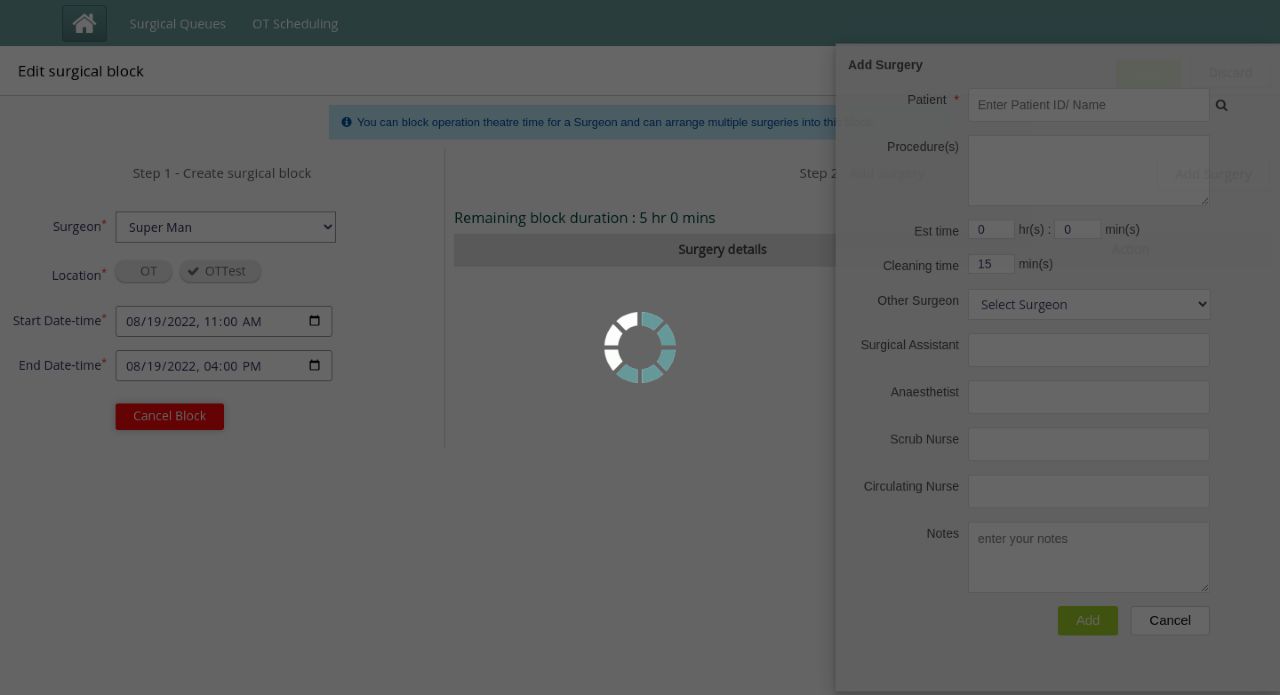 Surgical Queues
OT Scheduling
Edit surgical block
Discard
You can block operation theatre time for a Surgeon and can arrange multiple surgeries into this block.
Step 1 - Create surgical block
Surgeon*
Super Man
Location*
OT
OTTest
Start Date-time*
08/19/2022, 11:00 AM
End Date-time*
08/19/2022, 04:00 PM
Cancel Block
Step 2 - Add surgery
Add Surgery
Remaining block duration : 5 hr 0 mins
Surgery details
Action
Add Surgery
Patient *
Enter Patient ID/ Name
Procedure(s)
Est time
0 hr(s) : 0 min(s)
Cleaning time
15 min(s)
Other Surgeon
Select Surgeon
Surgical Assistant
Anaesthetist
Scrub Nurse
Circulating Nurse
Notes
enter your notes
Add
Cancel